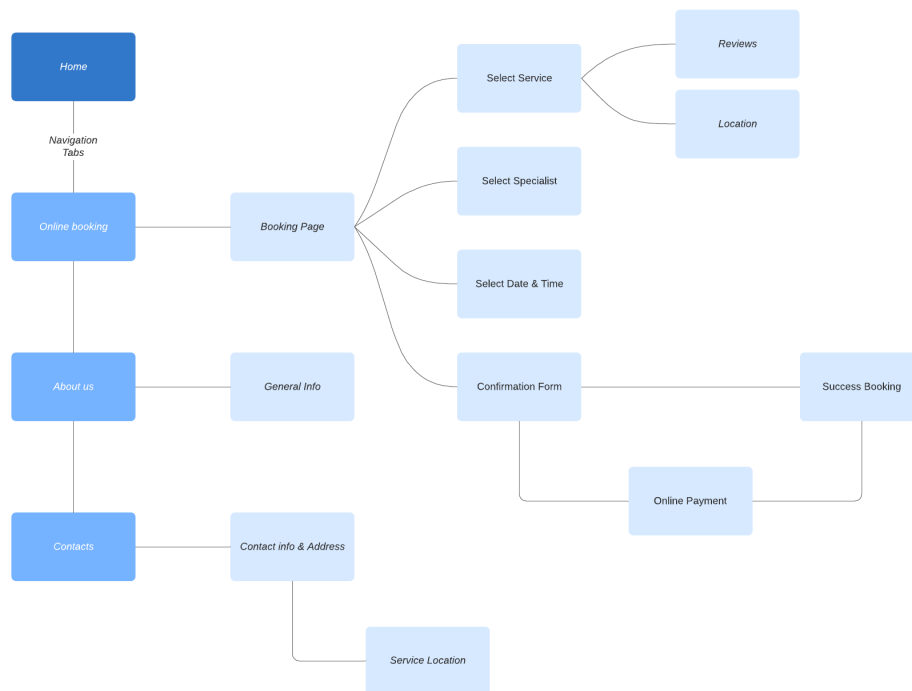 Home
Navigation
Tabs
Online booking
About us
Contacts
Booking Page
General Info
Contact info & Address
Service Location
Select Service
Select Specialist
Select Date & Time
Confirmation Form
Reviews
Location
Online Payment
Success Booking